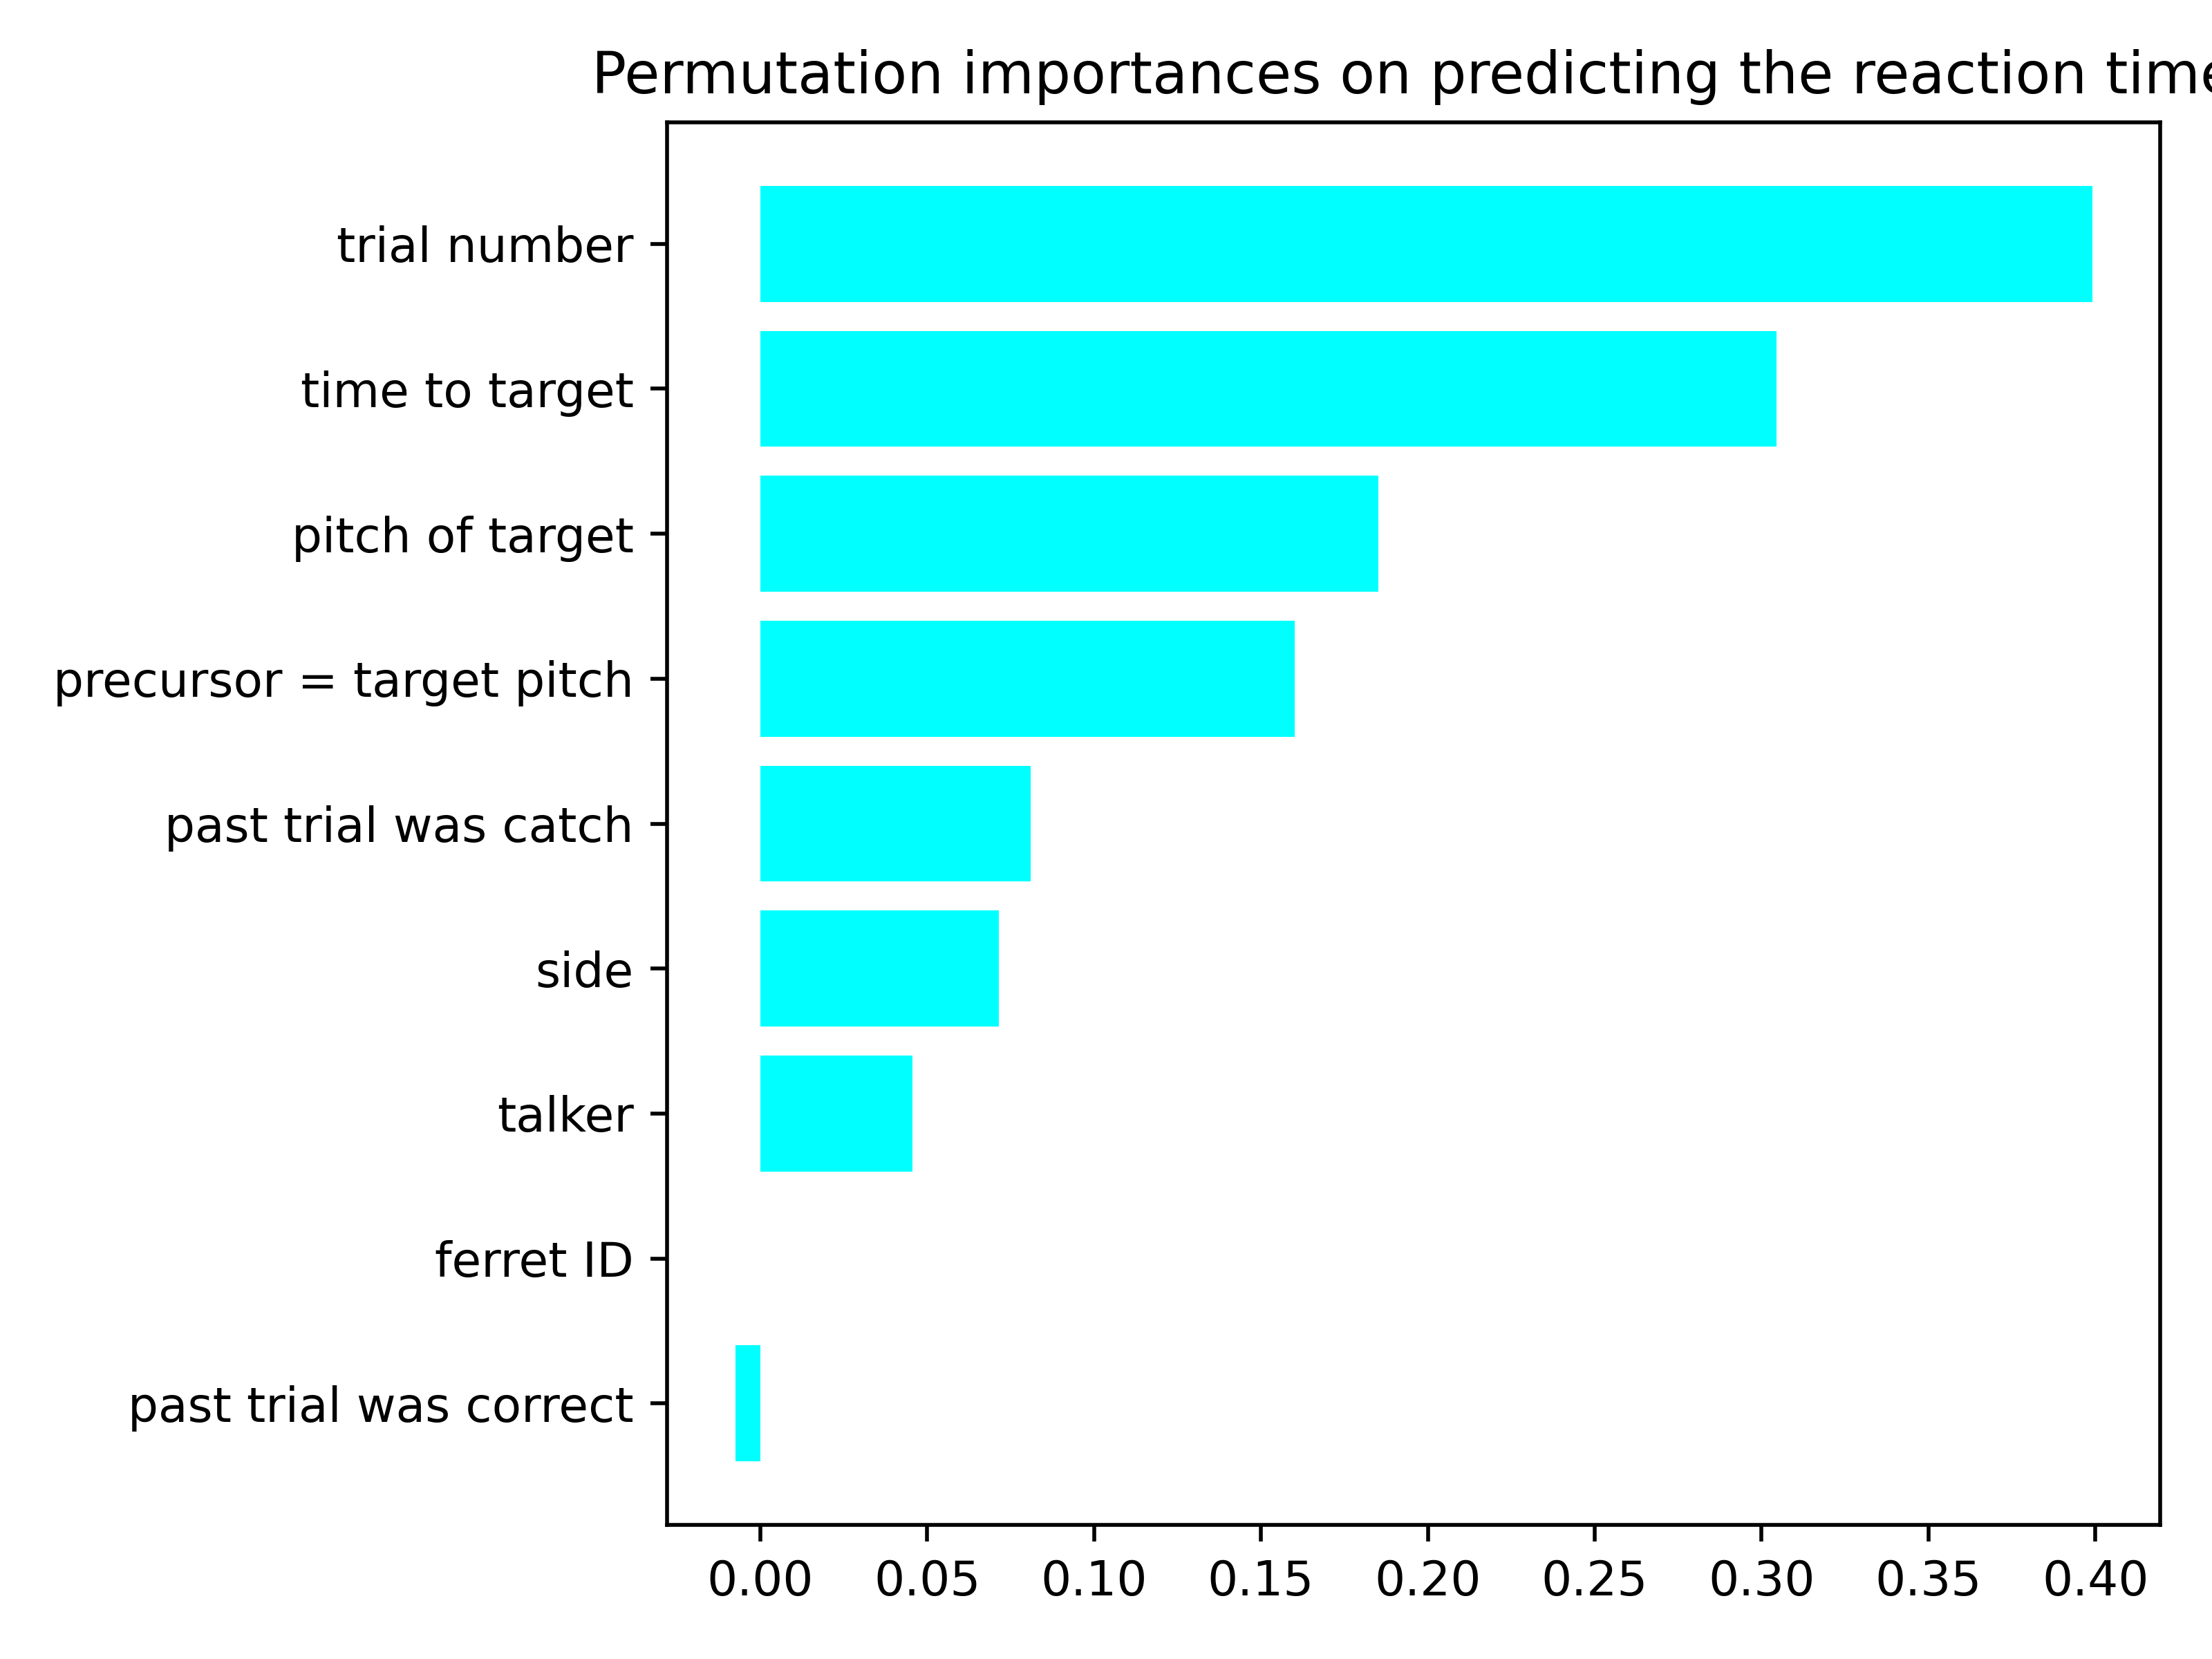 Permutation importances on predicting the reaction time
trial number
time to target
pitch of target
precursor = target pitch
past trial was catch
side
talker
ferret ID
past trial was correct
0.00 0.05 0.10 0.15 0.20 0.25 0.30 0.35 0.40